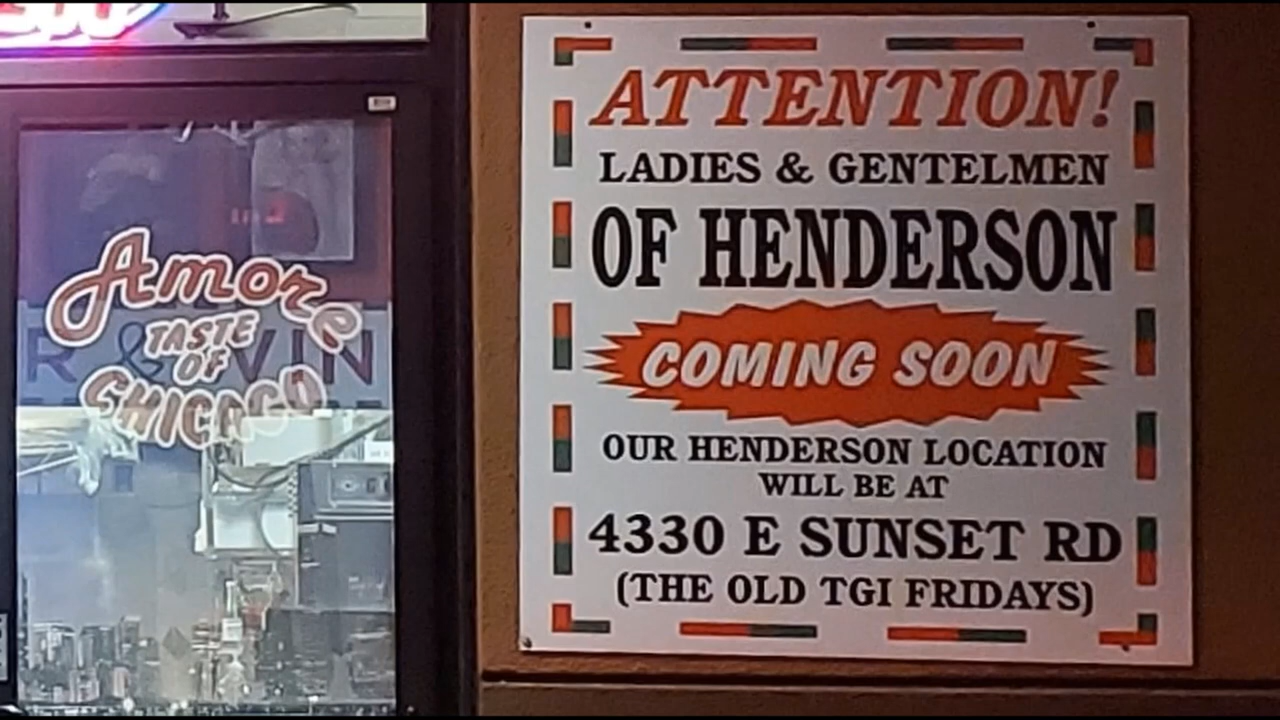 Amore
TASTE
OF
CHICAGO
R & VIN
ATTENTION!
LADIES & GENTELMEN
OF HENDERSON
COMING SOON
OUR HENDERSON LOCATION
WILL BE AT
4330 E SUNSET RD
(THE OLD TGI FRIDAYS)